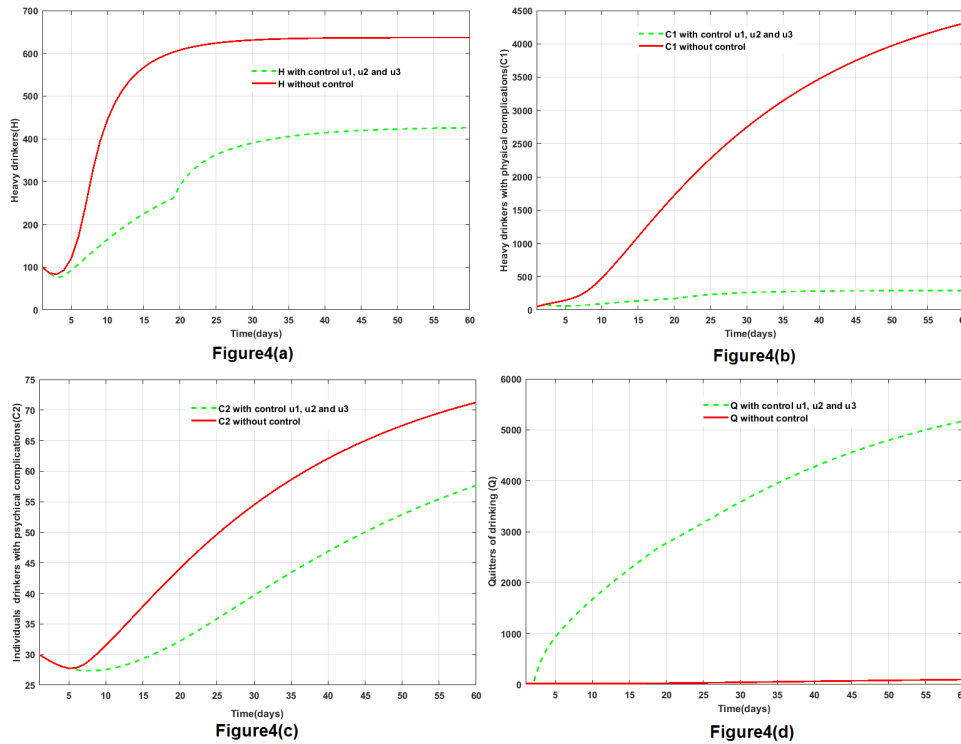 700
600
500
400
300
200
100
0
Heavy drinkers(H)
H with control u1, u2 and u3
H without control
5 10 15 20 25 30 35 40 45 50 55 60
Time(days)
Figure4(a)
4500
4000
3500
3000
2500
2000
1500
1000
500
0
Heavy drinkers with physical complications(C1)
C1 with control u1, u2 and u3
C1 without control
5 10 15 20 25 30 35 40 45 50 55 60
Time(days)
Figure4(b)
75
70
65
60
55
50
45
40
35
30
25
Individuals drinkers with psychical complications(C2)
C2 with control u1, u2 and u3
C2 without control
5 10 15 20 25 30 35 40 45 50 55 60
Time(days)
Figure4(c)
6000
5000
4000
3000
2000
1000
0
Quitters of drinking (Q)
Q with control u1, u2 and u3
Q without control
5 10 15 20 25 30 35 40 45 50 55 60
Time(days)
Figure4(d)